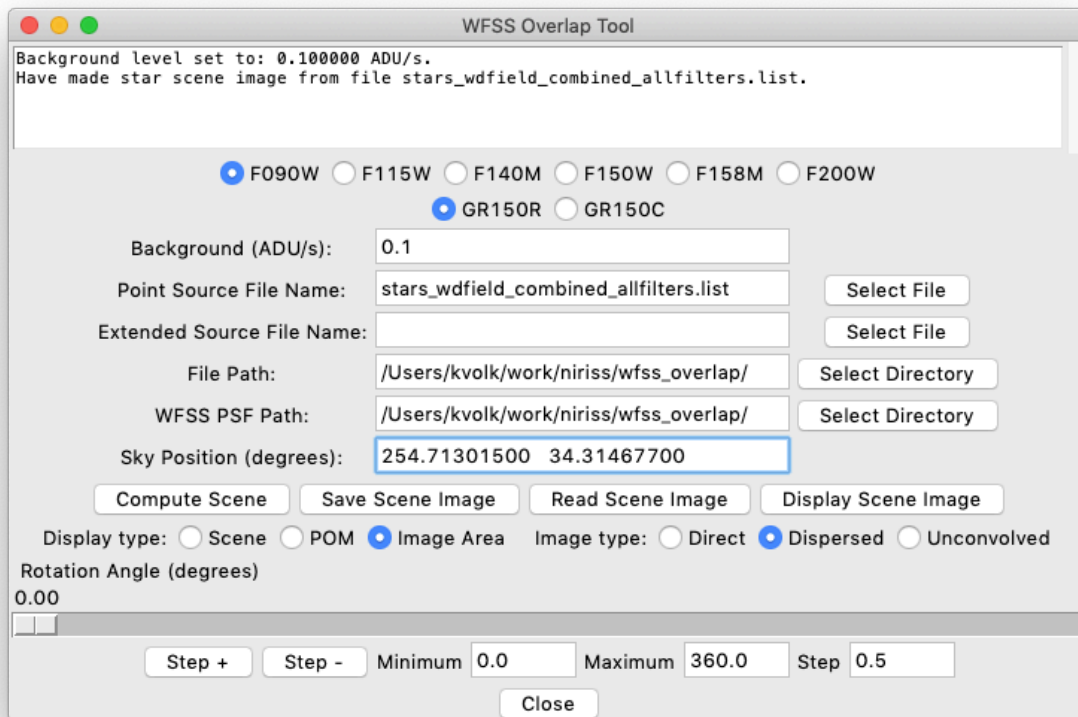 WFSS Overlap Tool
Background level set to: 0.100000 ADU/s.
Have made star scene image from file stars_wdfield_combined_allfilters.list.
F090W F115W F140M F150W F158M F200W
GR150R GR150C
Background (ADU/s): 0.1
Point Source File Name: stars_wdfield_combined_allfilters.list Select File
Extended Source File Name: Select File
File Path: /Users/kvolk/work/niriss/wfss_overlap/ Select Directory
WFSS PSF Path: /Users/kvolk/work/niriss/wfss_overlap/ Select Directory
Sky Position (degrees): 254.71301500 34.31467700
Compute Scene Save Scene Image Read Scene Image Display Scene Image
Display type: Scene POM Image Area Image type: Direct Dispersed Unconvolved
Rotation Angle (degrees)
0.00
Step + Step - Minimum 0.0 Maximum 360.0 Step 0.5
Close